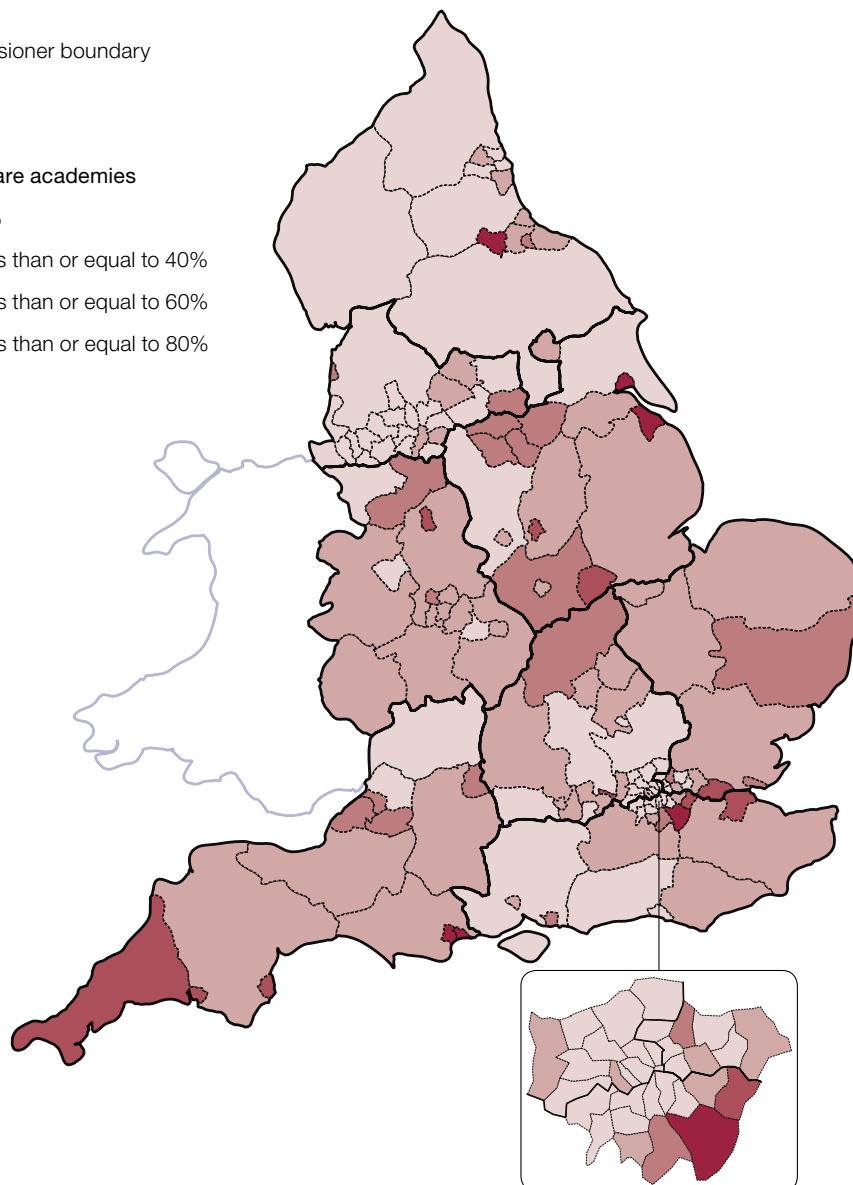 sioner boundary
are academies
s than or equal to 40%
s than or equal to 60%
s than or equal to 80%